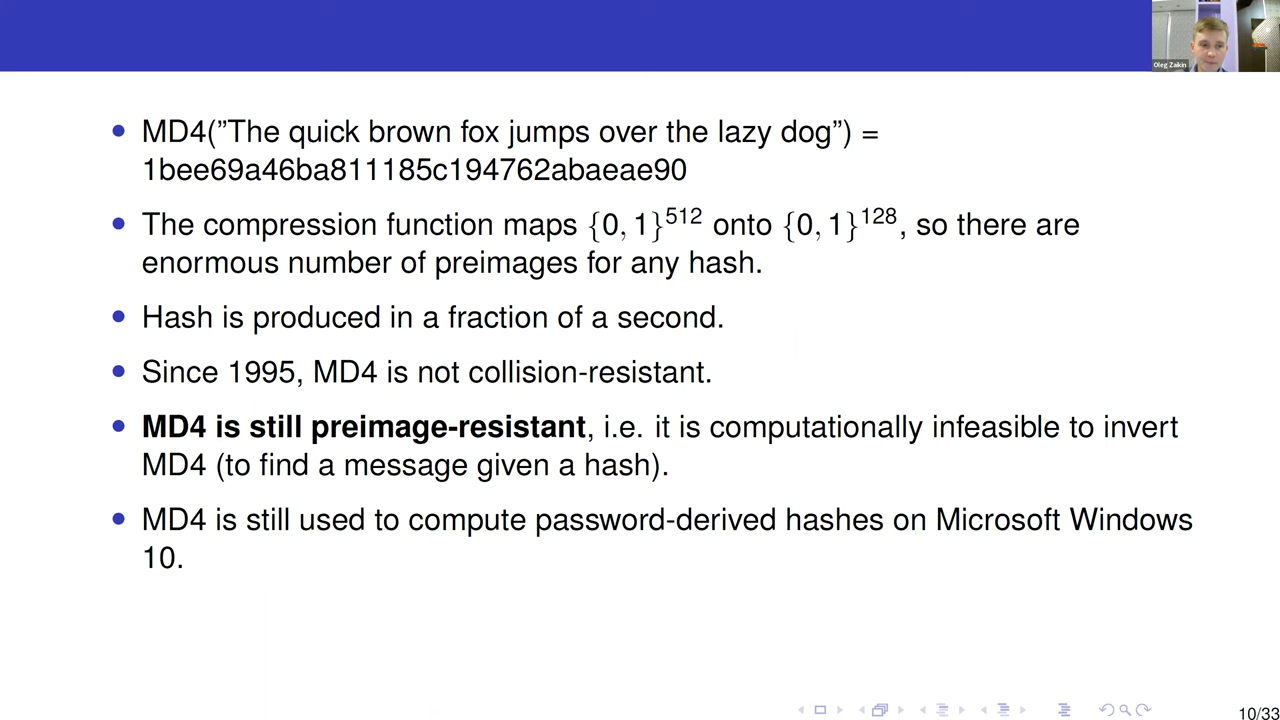 Oleg Zaikin
• MD4(”The quick brown fox jumps over the lazy dog”) =
1bee69a46ba811185c194762abaeae90
• The compression function maps {0, 1}⁵¹² onto {0, 1}¹²⁸, so there are
enormous number of preimages for any hash.
• Hash is produced in a fraction of a second.
• Since 1995, MD4 is not collision-resistant.
• MD4 is still preimage-resistant, i.e. it is computationally infeasible to invert
MD4 (to find a message given a hash).
• MD4 is still used to compute password-derived hashes on Microsoft Windows
10.
10/33